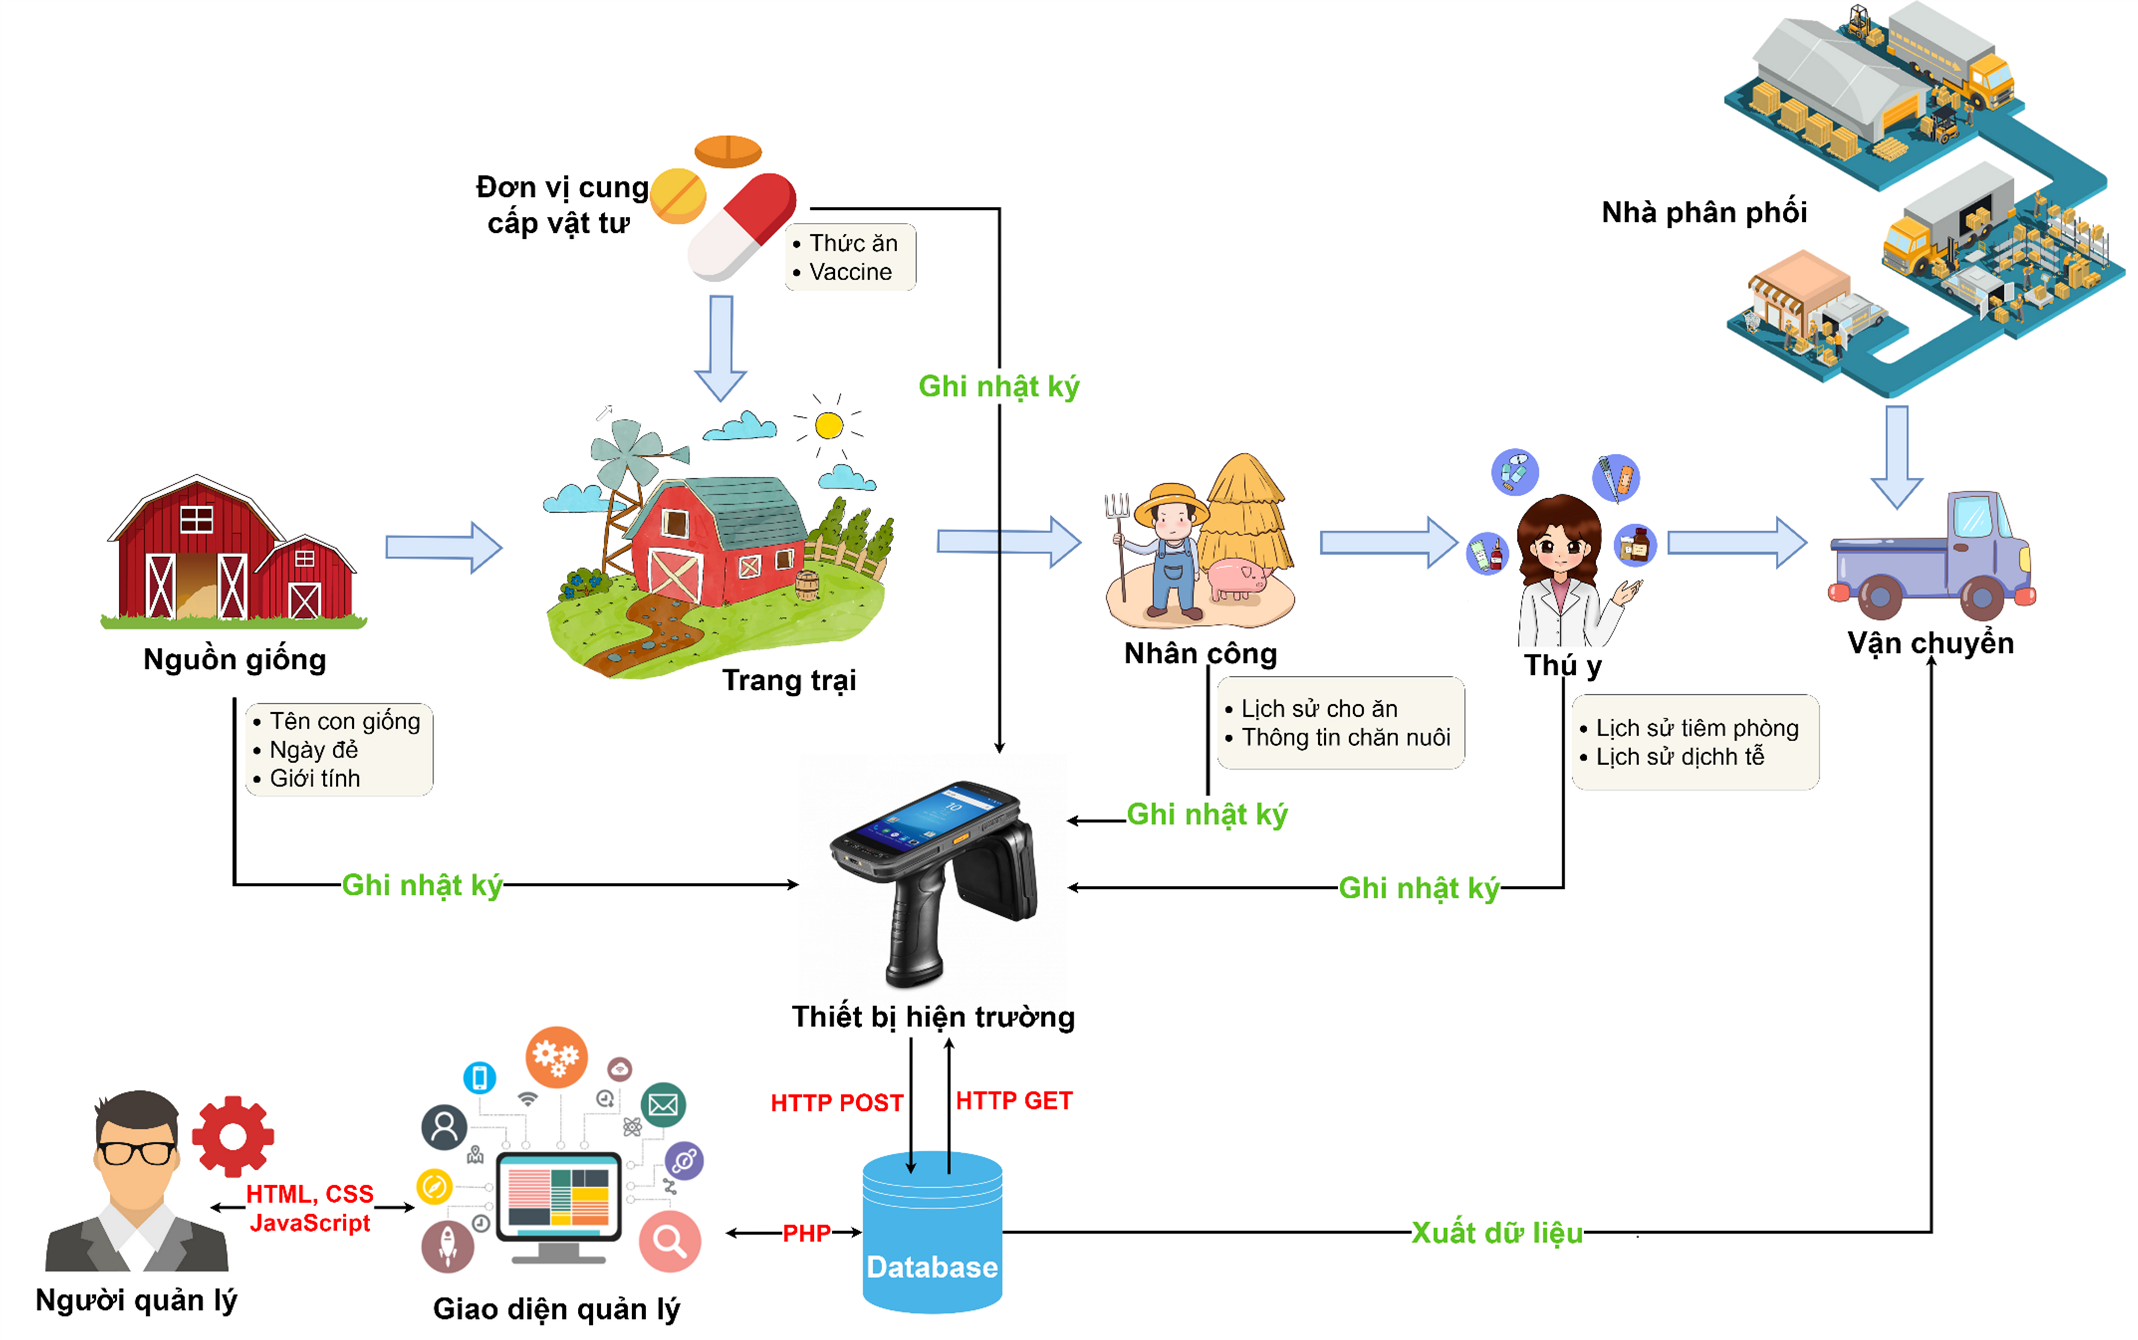 Đơn vị cung
cấp vật tư
• Thức ăn
• Vaccine
Nhà phân phối
Ghi nhật ký
Nguồn giống
Trang trại
Nhân công
Thú y
Vận chuyển
• Tên con giống
• Ngày đẻ
• Giới tính
• Lịch sử cho ăn
• Thông tin chăn nuôi
• Lịch sử tiêm phòng
• Lịch sử dịchh tễ
Ghi nhật ký
Ghi nhật ký
Ghi nhật ký
10
Thiết bị hiện trường
HTTP POST
HTTP GET
HTML, CSS
JavaScript
PHP
Database
Xuất dữ liệu
Người quản lý
Giao diện quản lý